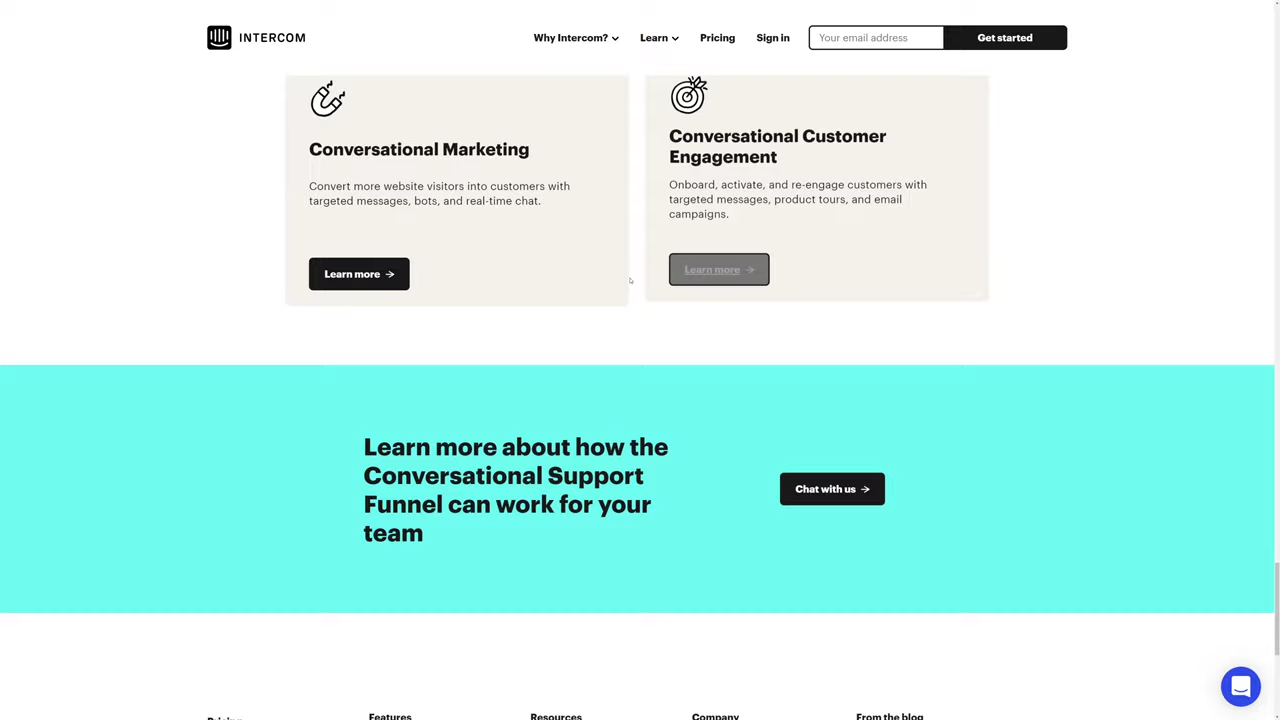 INTERCOM
Why Intercom?
Learn
Pricing
Sign in
Your email address
Get started
Conversational Marketing
Convert more website visitors into customers with
targeted messages, bots, and real-time chat.
Learn more →
Conversational Customer
Engagement
Onboard, activate, and re-engage customers with
targeted messages, product tours, and email
campaigns.
Learn more →
Learn more about how the
Conversational Support
Funnel can work for your
team
Chat with us →
Pricing
Features
Resources
Company
From the blog